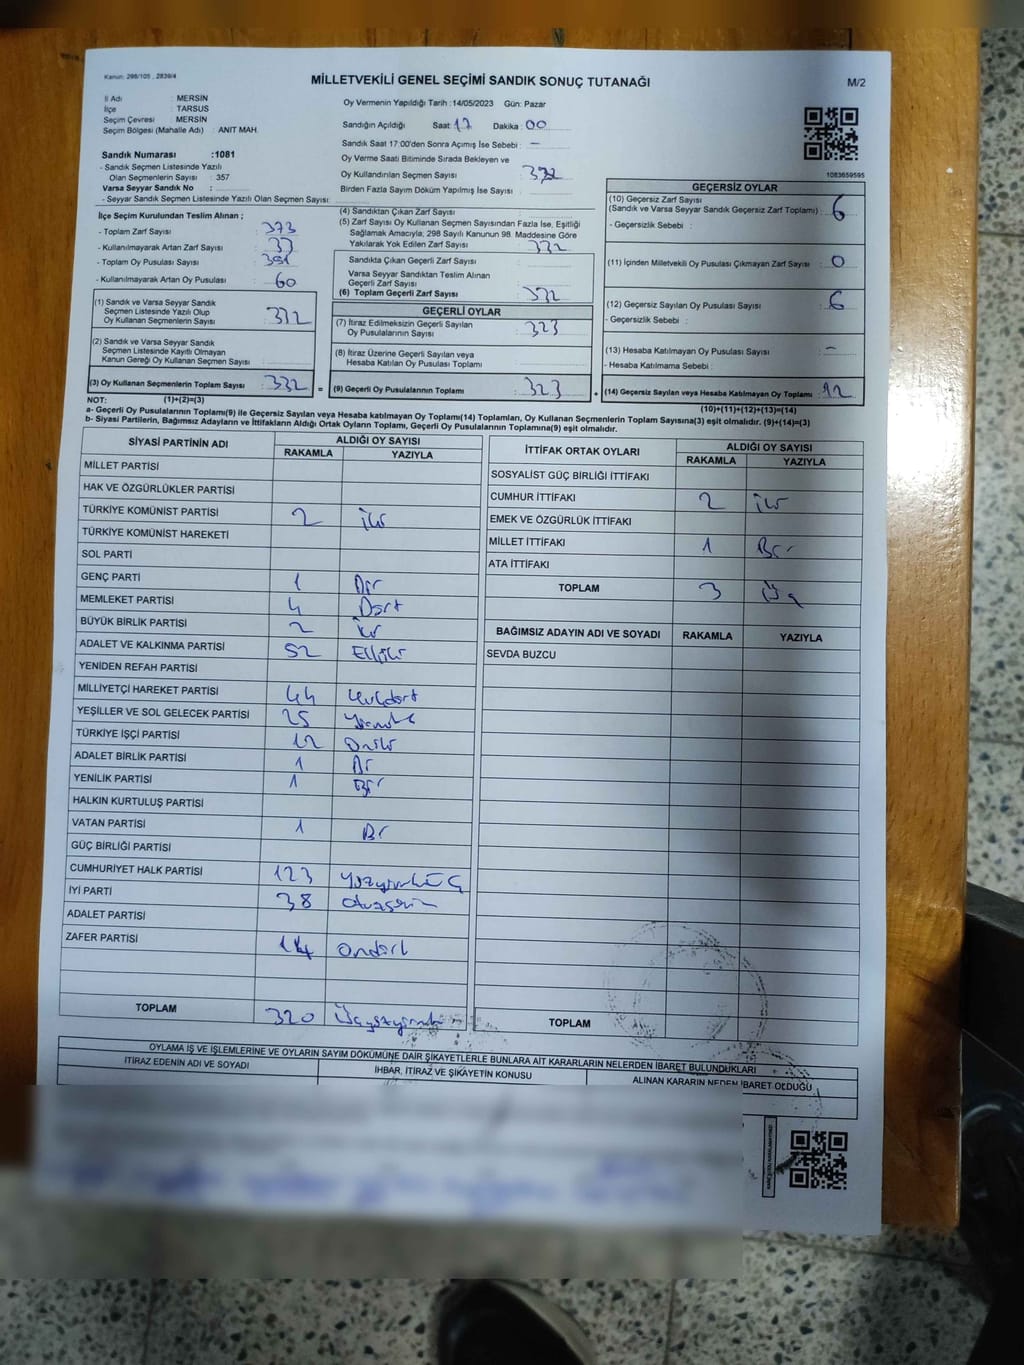 Kanun: 298/105 , 2839/4
MİLLETVEKİLİ GENEL SEÇİMİ SANDIK SONUÇ TUTANAĞI
M/2
İl Adı : MERSİN
İlçe : TARSUS
Seçim Çevresi : MERSİN
Seçim Bölgesi (Mahalle Adı) : ANIT MAH.
Oy Vermenin Yapıldığı Tarih :14/05/2023 Gün: Pazar
Sandığın Açıldığı Saat: 17 Dakika: 00
Sandık Saat 17:00'den Sonra Açımış İse Sebebi : -
Oy Verme Saati Bitiminde Sırada Bekleyen ve
Oy Kullandırılan Seçmen Sayısı :
Birden Fazla Sayım Döküm Yapılmış İse Sayısı :
1083659595
Sandık Numarası :1081
- Sandık Seçmen Listesinde Yazılı
Olan Seçmenlerin Sayısı : 357
Varsa Seyyar Sandık No :
- Seyyar Sandık Seçmen Listesinde Yazılı Olan Seçmen Sayısı:
İlçe Seçim Kurulundan Teslim Alınan ;
- Toplam Zarf Sayısı : 373
- Kullanılmayarak Artan Zarf Sayısı :
- Toplam Oy Pusulası Sayısı :
- Kullanılmayarak Artan Oy Pusulası : 60
(1) Sandık ve Varsa Seyyar Sandık
Seçmen Listesinde Yazılı Olup
Oy Kullanan Seçmenlerin Sayısı : 332
(2) Sandık ve Varsa Seyyar Sandık
Seçmen Listesinde Kayıtlı Olmayan
Kanun Gereği Oy Kullanan Seçmen Sayısı :
(3) Oy Kullanan Seçmenlerin Toplam Sayısı : 332 =
(4) Sandıktan Çıkan Zarf Sayısı :
(5) Zarf Sayısı Oy Kullanan Seçmen Sayısından Fazla İse, Eşitliği
Sağlamak Amacıyla, 298 Sayılı Kanunun 98. Maddesine Göre
Yakılarak Yok Edilen Zarf Sayısı : 332
Sandıkta Çıkan Geçerli Zarf Sayısı :
Varsa Seyyar Sandıktan Teslim Alınan
Geçerli Zarf Sayısı :
(6) Toplam Geçerli Zarf Sayısı : 332
GEÇERLİ OYLAR
(7) İtiraz Edilmeksizin Geçerli Sayılan
Oy Pusulalarının Sayısı : 323
(8) İtiraz Üzerine Geçerli Sayılan veya
Hesaba Katılan Oy Pusulaları Toplamı :
(9) Geçerli Oy Pusulalarının Toplamı : 323 +
GEÇERSİZ OYLAR
(10) Geçersiz Zarf Sayısı
(Sandık ve Varsa Seyyar Sandık Geçersiz Zarf Toplamı) : 6
- Geçersizlik Sebebi :
(11) İçinden Milletvekili Oy Pusulası Çıkmayan Zarf Sayısı : 0
(12) Geçersiz Sayılan Oy Pusulası Sayısı : 6
- Geçersizlik Sebebi :
(13) Hesaba Katılmayan Oy Pusulası Sayısı : -
- Hesaba Katılmama Sebebi :
(14) Geçersiz Sayılan veya Hesaba Katılmayan Oy Toplamı : 12
NOT: (1)+(2)=(3) (10)+(11)+(12)+(13)=(14)
a- Geçerli Oy Pusulalarının Toplamı(9) ile Geçersiz Sayılan veya Hesaba katılmayan Oy Toplamı(14) Toplamları, Oy Kullanan Seçmenlerin Toplam Sayısına(3) eşit olmalıdır. (9)+(14)=(3)
b- Siyasi Partilerin, Bağımsız Adayların ve İttifakların Aldığı Ortak Oyların Toplamı, Geçerli Oy Pusulalarının Toplamına(9) eşit olmalıdır.
SİYASİ PARTİNİN ADI ALDIĞI OY SAYISI
RAKAMLA YAZIYLA
MİLLET PARTİSİ
HAK VE ÖZGÜRLÜKLER PARTİSİ
TÜRKİYE KOMÜNİST PARTİSİ 2 iki
TÜRKİYE KOMÜNİST HAREKETİ
SOL PARTİ
GENÇ PARTİ 1 Bir
MEMLEKET PARTİSİ 4 Dört
BÜYÜK BİRLİK PARTİSİ 2 iki
ADALET VE KALKINMA PARTİSİ 52 Elliiki
YENİDEN REFAH PARTİSİ
MİLLİYETÇİ HAREKET PARTİSİ 44 kırkdört
YEŞİLLER VE SOL GELECEK PARTİSİ 25
TÜRKİYE İŞÇİ PARTİSİ 12 Oniki
ADALET BİRLİK PARTİSİ 1 Bir
YENİLİK PARTİSİ 1 Bir
HALKIN KURTULUŞ PARTİSİ
VATAN PARTİSİ 1 Bir
GÜÇ BİRLİĞİ PARTİSİ
CUMHURİYET HALK PARTİSİ 123 yüzyirmiüç
İYİ PARTİ 38 otuzsekiz
ADALET PARTİSİ
ZAFER PARTİSİ 14 ondört
TOPLAM 320 Üçyüzyirmi
İTTİFAK ORTAK OYLARI ALDIĞI OY SAYISI
RAKAMLA YAZIYLA
SOSYALİST GÜÇ BİRLİĞİ İTTİFAKI
CUMHUR İTTİFAKI 2 iki
EMEK VE ÖZGÜRLÜK İTTİFAKI
MİLLET İTTİFAKI 1 Bir
ATA İTTİFAKI
TOPLAM 3 Üç
BAĞIMSIZ ADAYIN ADI VE SOYADI RAKAMLA YAZIYLA
SEVDA BUZCU
TOPLAM
OYLAMA İŞ VE İŞLEMLERİNE VE OYLARIN SAYIM DÖKÜMÜNE DAİR ŞİKAYETLERLE BUNLARA AİT KARARLARIN NELERDEN İBARET BULUNDUKLARI
İTİRAZ EDENİN ADI VE SOYADI İHBAR, İTİRAZ VE ŞİKAYETİN KONUSU ALINAN KARARIN NEDEN İBARET OLDUĞU